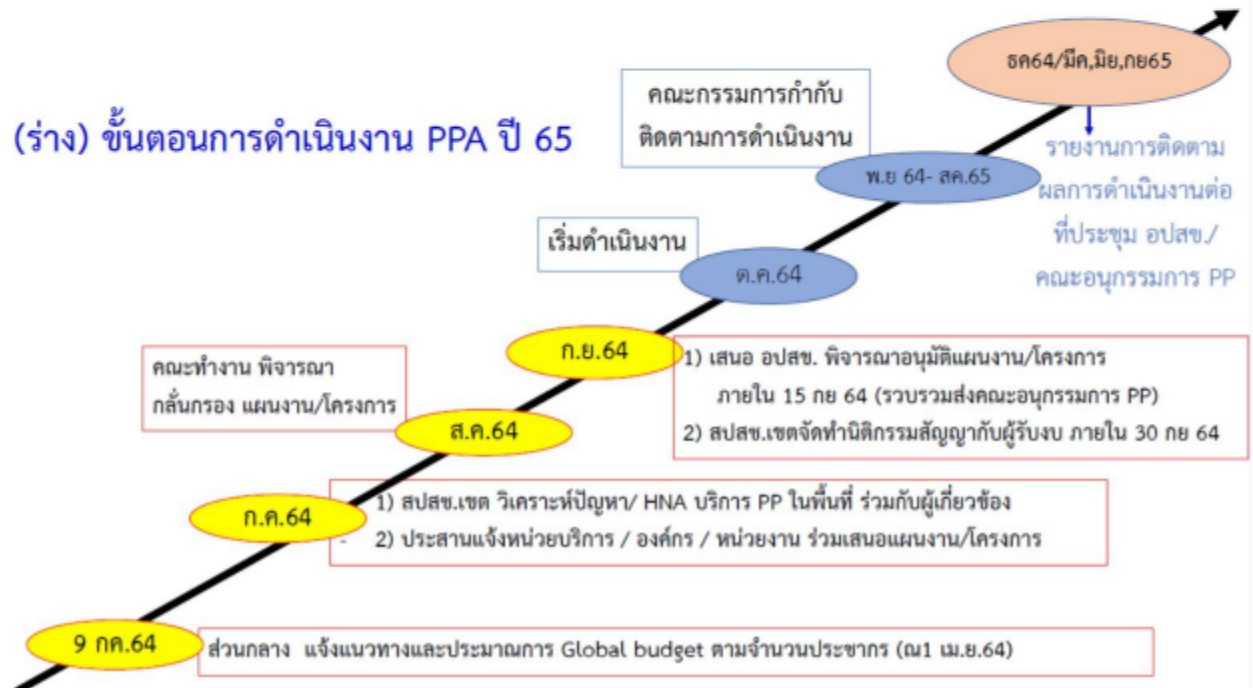 (ร่าง) ขั้นตอนการดำเนินงาน PPA ปี 65
ธค64/มีค,มิย,กย65
รายงานการติดตาม
ผลการดำเนินงานต่อ
ที่ประชุม อปสข./
คณะอนุกรรมการ PP
คณะกรรมการกำกับ
ติดตามการดำเนินงาน
พ.ย 64- สค.65
เริ่มดำเนินงาน
ต.ค.64
ก.ย.64
1) เสนอ อปสข. พิจารณาอนุมัติแผนงาน/โครงการ
ภายใน 15 กย 64 (รวบรวมส่งคณะอนุกรรมการ PP)
2) สปสช.เขตจัดทำนิติกรรมสัญญากับผู้รับงบ ภายใน 30 กย 64
คณะทำงาน พิจารณา
กลั่นกรอง แผนงาน/โครงการ
ส.ค.64
ก.ค.64
1) สปสช.เขต วิเคราะห์ปัญหา/ HNA บริการ PP ในพื้นที่ ร่วมกับผู้เกี่ยวข้อง
- 2) ประสานแจ้งหน่วยบริการ / องค์กร / หน่วยงาน ร่วมเสนอแผนงาน/โครงการ
9 กค.64
ส่วนกลาง แจ้งแนวทางและประมาณการ Global budget ตามจำนวนประชากร (ณ1 เม.ย.64)